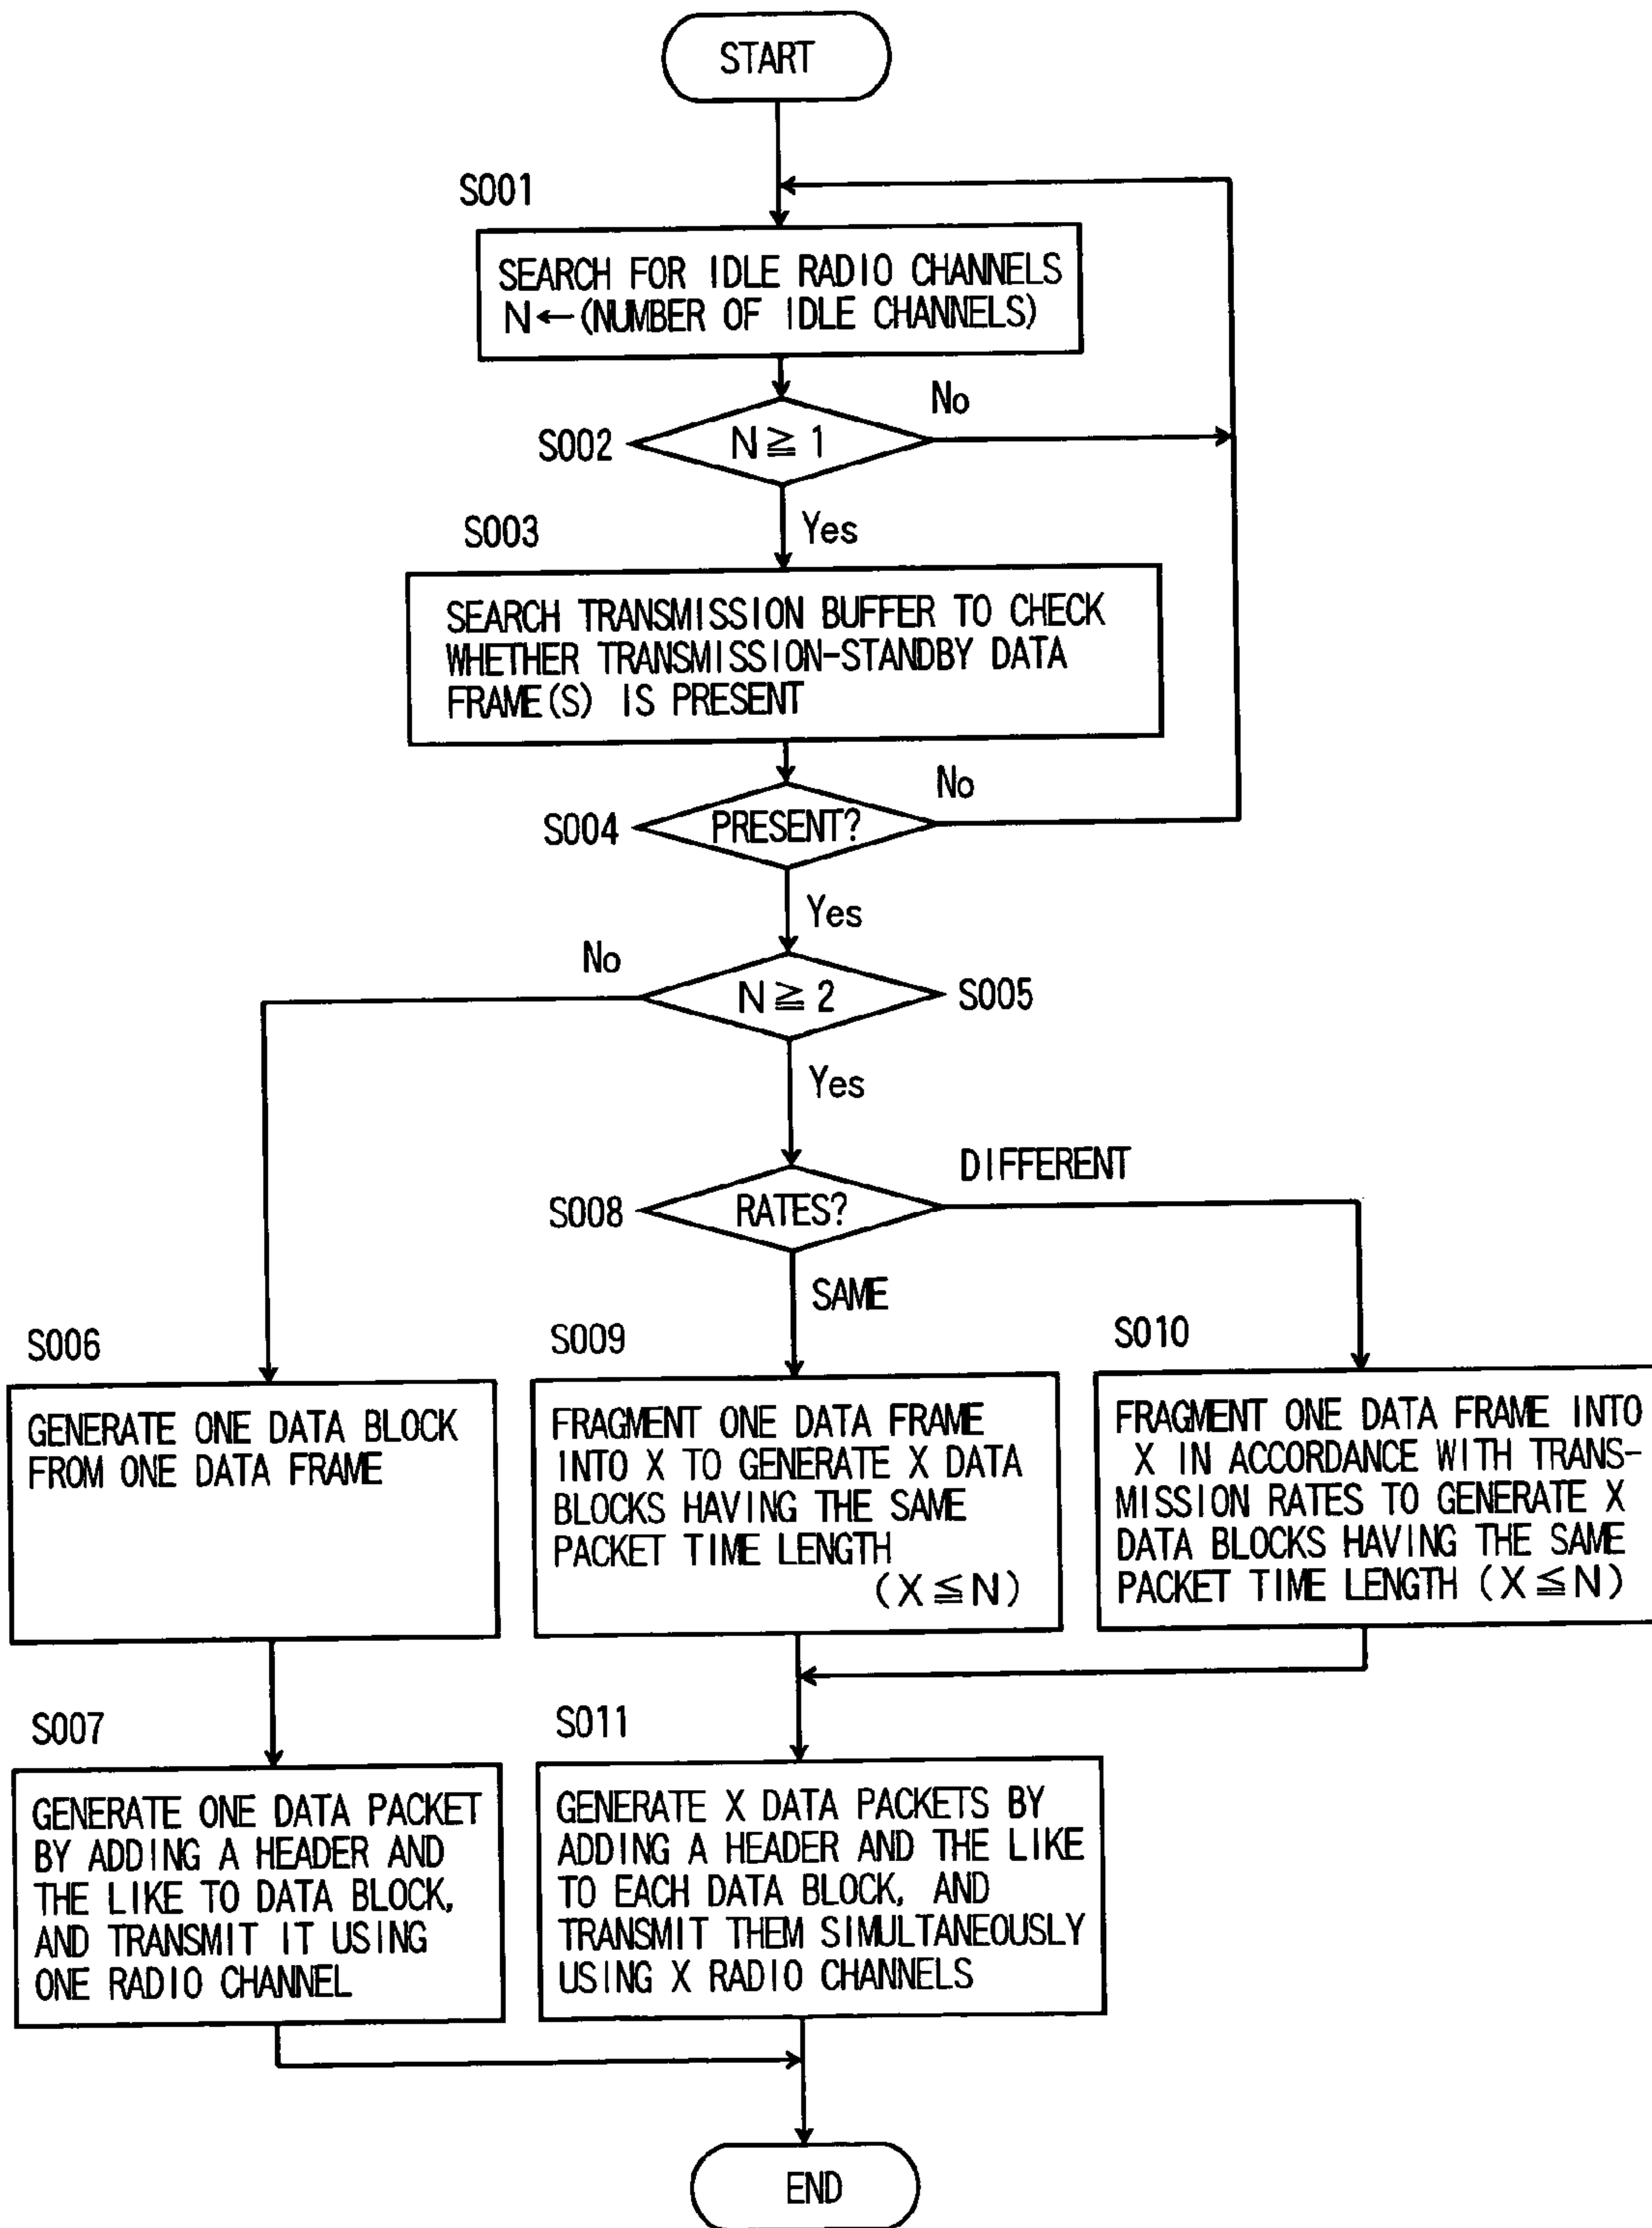 START
S001
SEARCH FOR IDLE RADIO CHANNELS
N←(NUMBER OF IDLE CHANNELS)
No
S002
N≧1
Yes
S003
SEARCH TRANSMISSION BUFFER TO CHECK
WHETHER TRANSMISSION-STANDBY DATA
FRAME(S) IS PRESENT
No
S004
PRESENT?
Yes
No
N≧2
S005
Yes
DIFFERENT
S008
RATES?
SAME
S006
GENERATE ONE DATA BLOCK
FROM ONE DATA FRAME
S009
FRAGMENT ONE DATA FRAME
INTO X TO GENERATE X DATA
BLOCKS HAVING THE SAME
PACKET TIME LENGTH
(X≦N)
S010
FRAGMENT ONE DATA FRAME INTO
X IN ACCORDANCE WITH TRANS-
MISSION RATES TO GENERATE X
DATA BLOCKS HAVING THE SAME
PACKET TIME LENGTH (X≦N)
S007
GENERATE ONE DATA PACKET
BY ADDING A HEADER AND
THE LIKE TO DATA BLOCK,
AND TRANSMIT IT USING
ONE RADIO CHANNEL
S011
GENERATE X DATA PACKETS BY
ADDING A HEADER AND THE LIKE
TO EACH DATA BLOCK, AND
TRANSMIT THEM SIMULTANEOUSLY
USING X RADIO CHANNELS
END